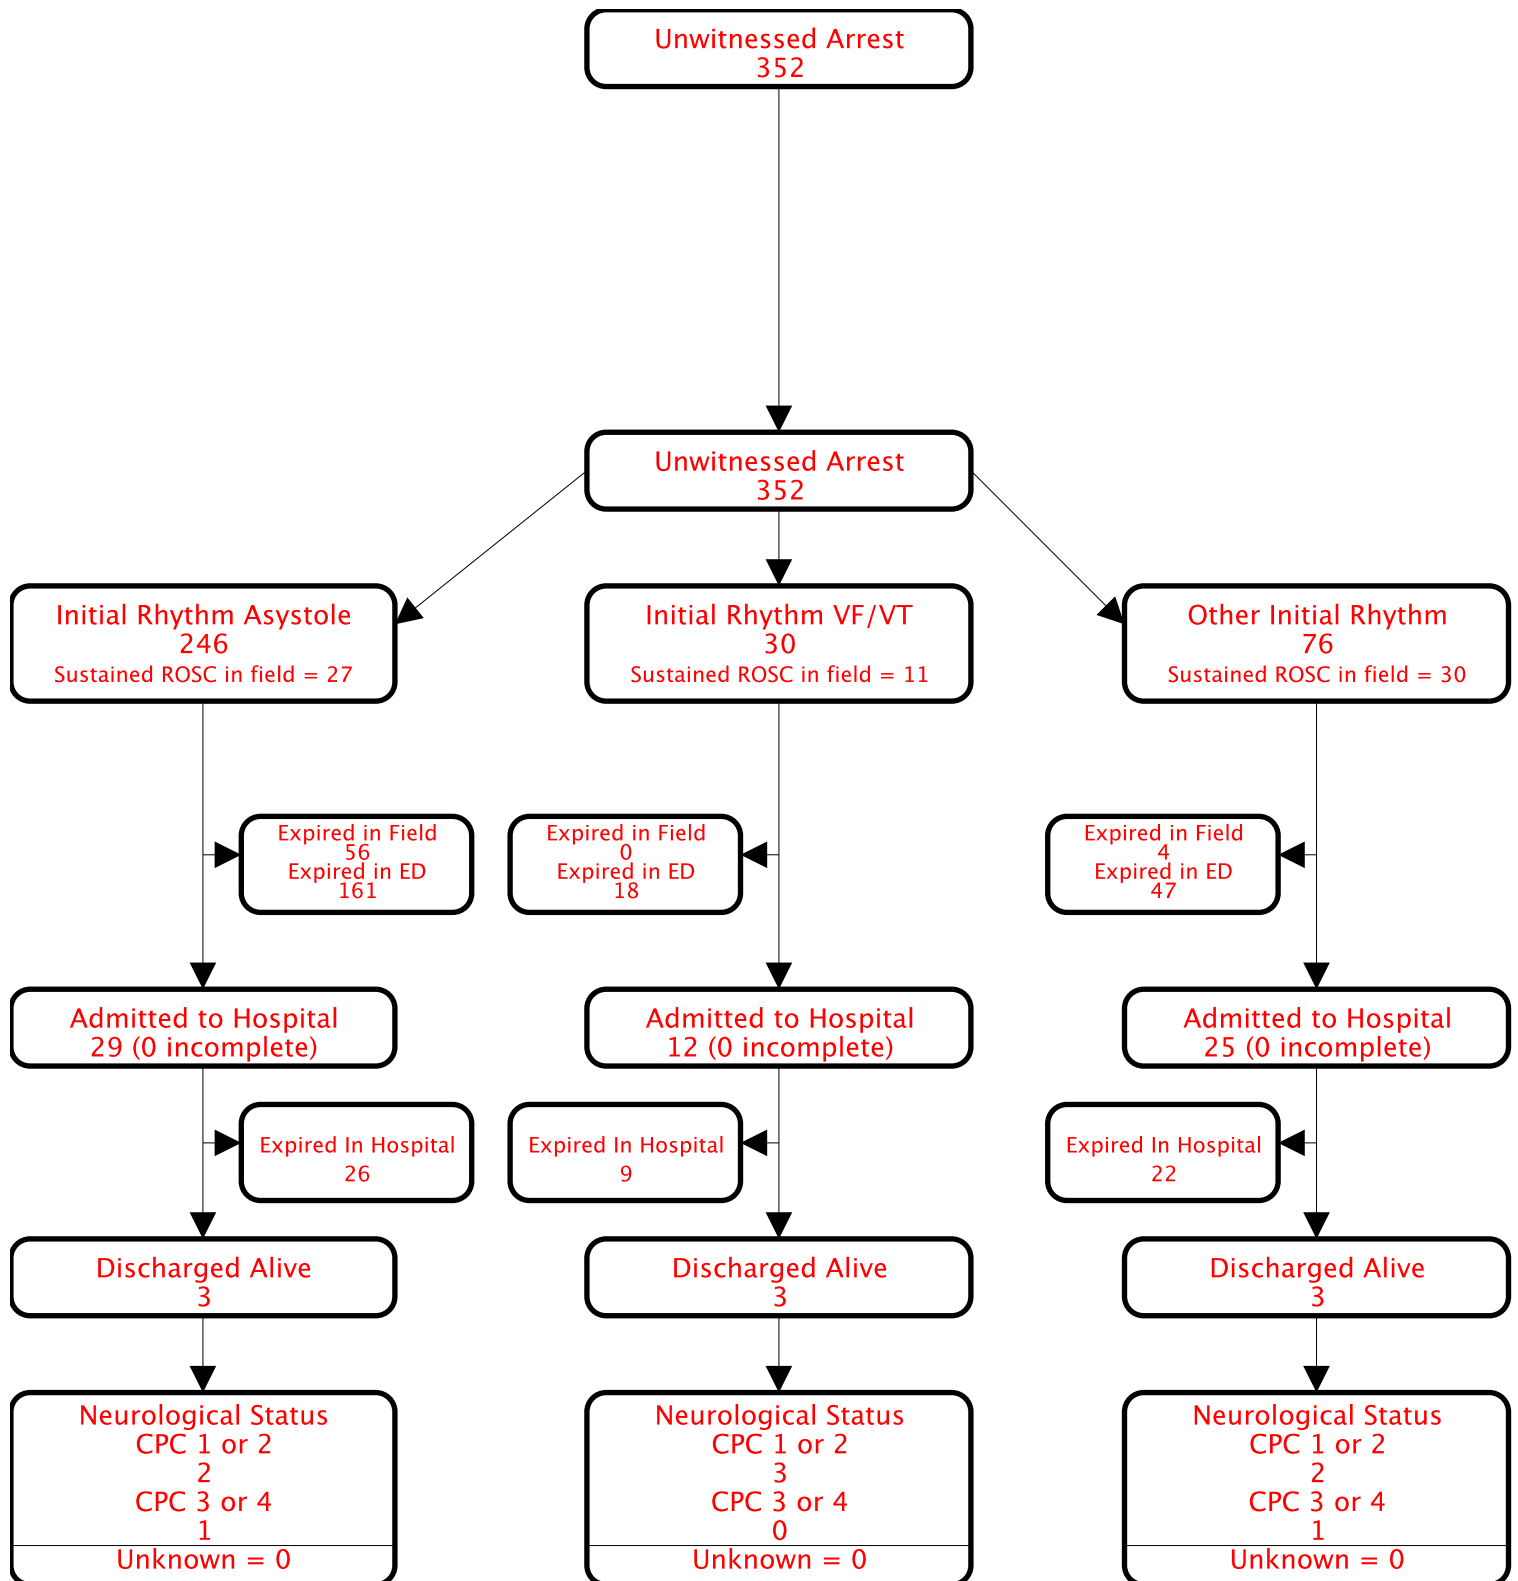 Unwitnessed Arrest
352
Unwitnessed Arrest
352
Initial Rhythm Asystole
246
Sustained ROSC in field = 27
Initial Rhythm VF/VT
30
Sustained ROSC in field = 11
Other Initial Rhythm
76
Sustained ROSC in field = 30
Expired in Field
56
Expired in ED
161
Expired in Field
0
Expired in ED
18
Expired in Field
4
Expired in ED
47
Admitted to Hospital
29 (0 incomplete)
Admitted to Hospital
12 (0 incomplete)
Admitted to Hospital
25 (0 incomplete)
Expired In Hospital
26
Expired In Hospital
9
Expired In Hospital
22
Discharged Alive
3
Discharged Alive
3
Discharged Alive
3
Neurological Status
CPC 1 or 2
2
CPC 3 or 4
1
Unknown = 0
Neurological Status
CPC 1 or 2
3
CPC 3 or 4
0
Unknown = 0
Neurological Status
CPC 1 or 2
2
CPC 3 or 4
1
Unknown = 0